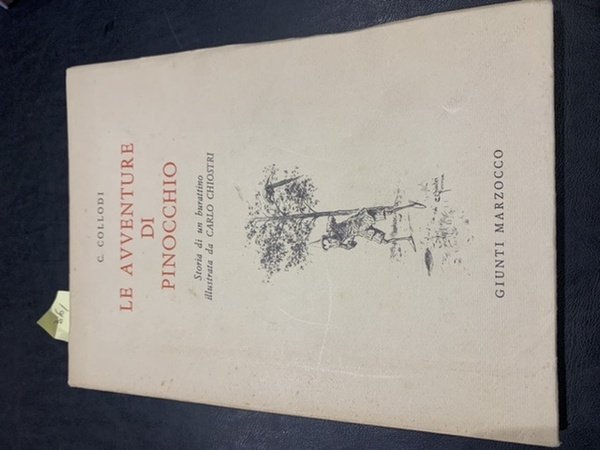 C. COLLODI
LE AVVENTURE
DI
PINOCCHIO
Storia di un burattino
illustrata da CARLO CHIOSTRI
GIUNTI MARZOCCO